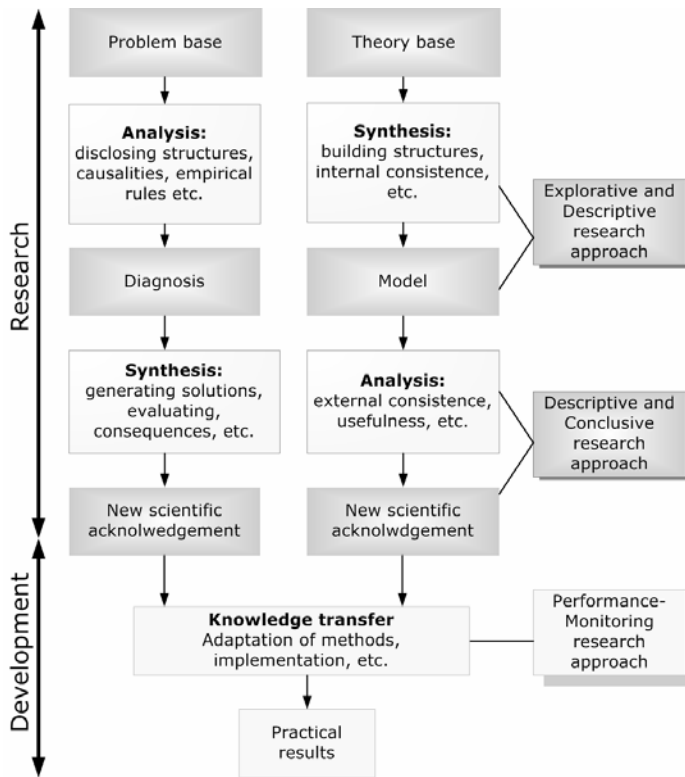 Problem base
Theory base
Analysis:
disclosing structures,
causalities, empirical
rules etc.
Synthesis:
building structures,
internal consistence,
etc.
Explorative and
Descriptive
research
approach
Diagnosis
Model
Synthesis:
generating solutions,
evaluating,
consequences, etc.
Analysis:
external consistence,
usefulness, etc.
Descriptive and
Conclusive
research
approach
New scientific
acknolwedgement
New scientific
acknolwdgement
Research
Knowledge transfer
Adaptation of methods,
implementation, etc.
Performance-
Monitoring
research
approach
Practical
results
Development